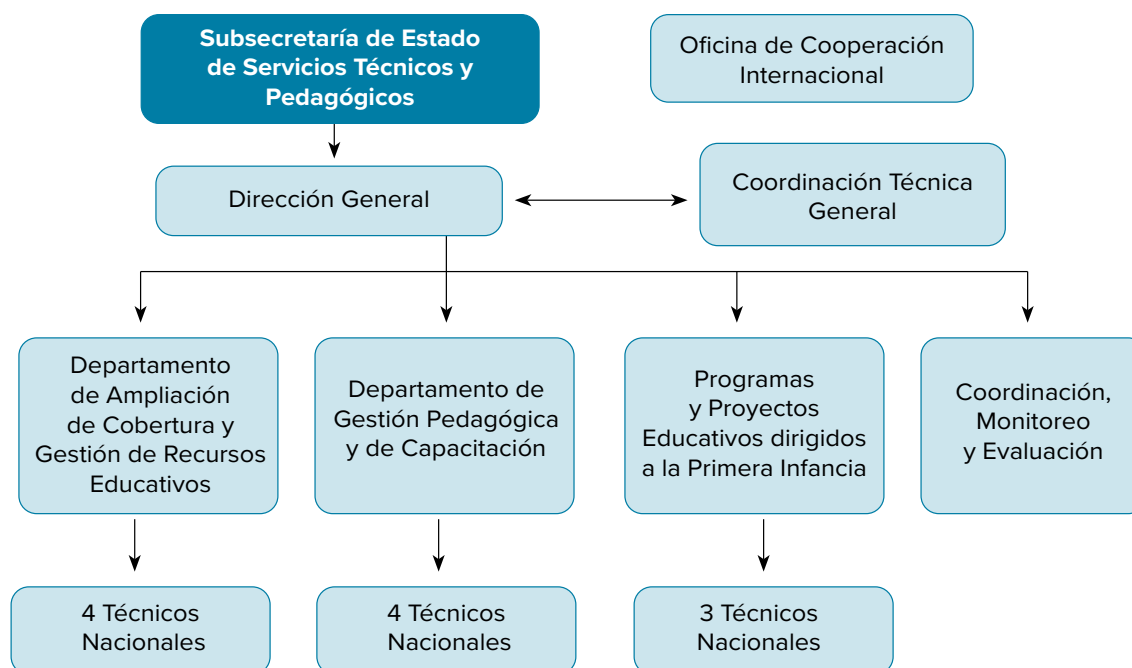 Subsecretaría de Estado
de Servicios Técnicos y
Pedagógicos
Oficina de Cooperación
Internacional
Dirección General
Coordinación Técnica
General
Departamento
de Ampliación
de Cobertura y
Gestión de Recursos
Educativos
Departamento de
Gestión Pedagógica
y de Capacitación
Programas
y Proyectos
Educativos dirigidos
a la Primera Infancia
Coordinación,
Monitoreo
y Evaluación
4 Técnicos
Nacionales
4 Técnicos
Nacionales
3 Técnicos
Nacionales